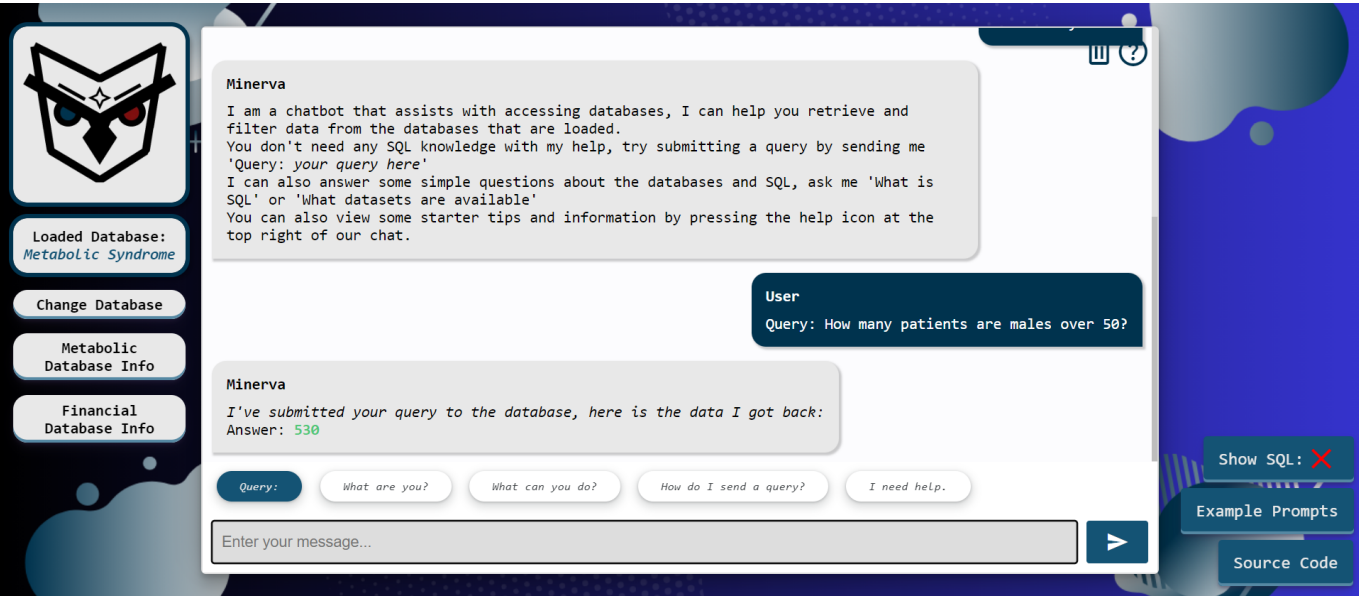 Minerva
I am a chatbot that assists with accessing databases, I can help you retrieve and
filter data from the databases that are loaded.
You don't need any SQL knowledge with my help, try submitting a query by sending me
'Query: your query here'
I can also answer some simple questions about the databases and SQL, ask me 'What is
SQL' or 'What datasets are available'
You can also view some starter tips and information by pressing the help icon at the
top right of our chat.
Loaded Database:
Metabolic Syndrome
Change Database
Metabolic
Database Info
Financial
Database Info
User
Query: How many patients are males over 50?
Minerva
I've submitted your query to the database, here is the data I got back:
Answer: 530
Query:
What are you?
What can you do?
How do I send a query?
I need help.
Enter your message...
Show SQL:
Example Prompts
Source Code